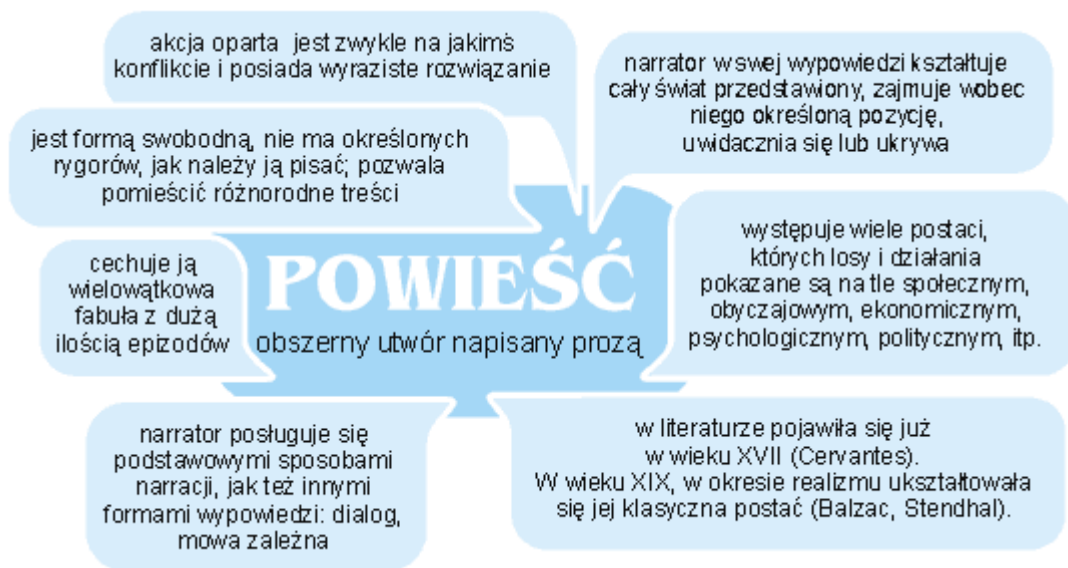 akcja oparta jest zwykle na jakimś
konflikcie i posiada wyraziste rozwiązanie
narrator w swej wypowiedzi kształtuje
cały świat przedstawiony, zajmuje wobec
niego określoną pozycję,
uwidacznia się lub ukrywa
jest formą swobodną, nie ma określonych
rygorów, jak należy ją pisać; pozwala
pomieścić różnorodne treści
występuje wiele postaci,
których losy i działania
pokazane są na tle społecznym,
obyczajowym, ekonomicznym,
psychologicznym, politycznym, itp.
cechuje ją
wielowątkowa
fabuła z dużą
ilością epizodów
POWIEŚĆ
obszerny utwór napisany prozą
narrator posługuje się
podstawowymi sposobami
narracji, jak też innymi
formami wypowiedzi: dialog,
mowa zależna
w literaturze pojawiła się już
w wieku XVII (Cervantes).
W wieku XIX, w okresie realizmu ukształtowała
się jej klasyczna postać (Balzac, Stendhal).